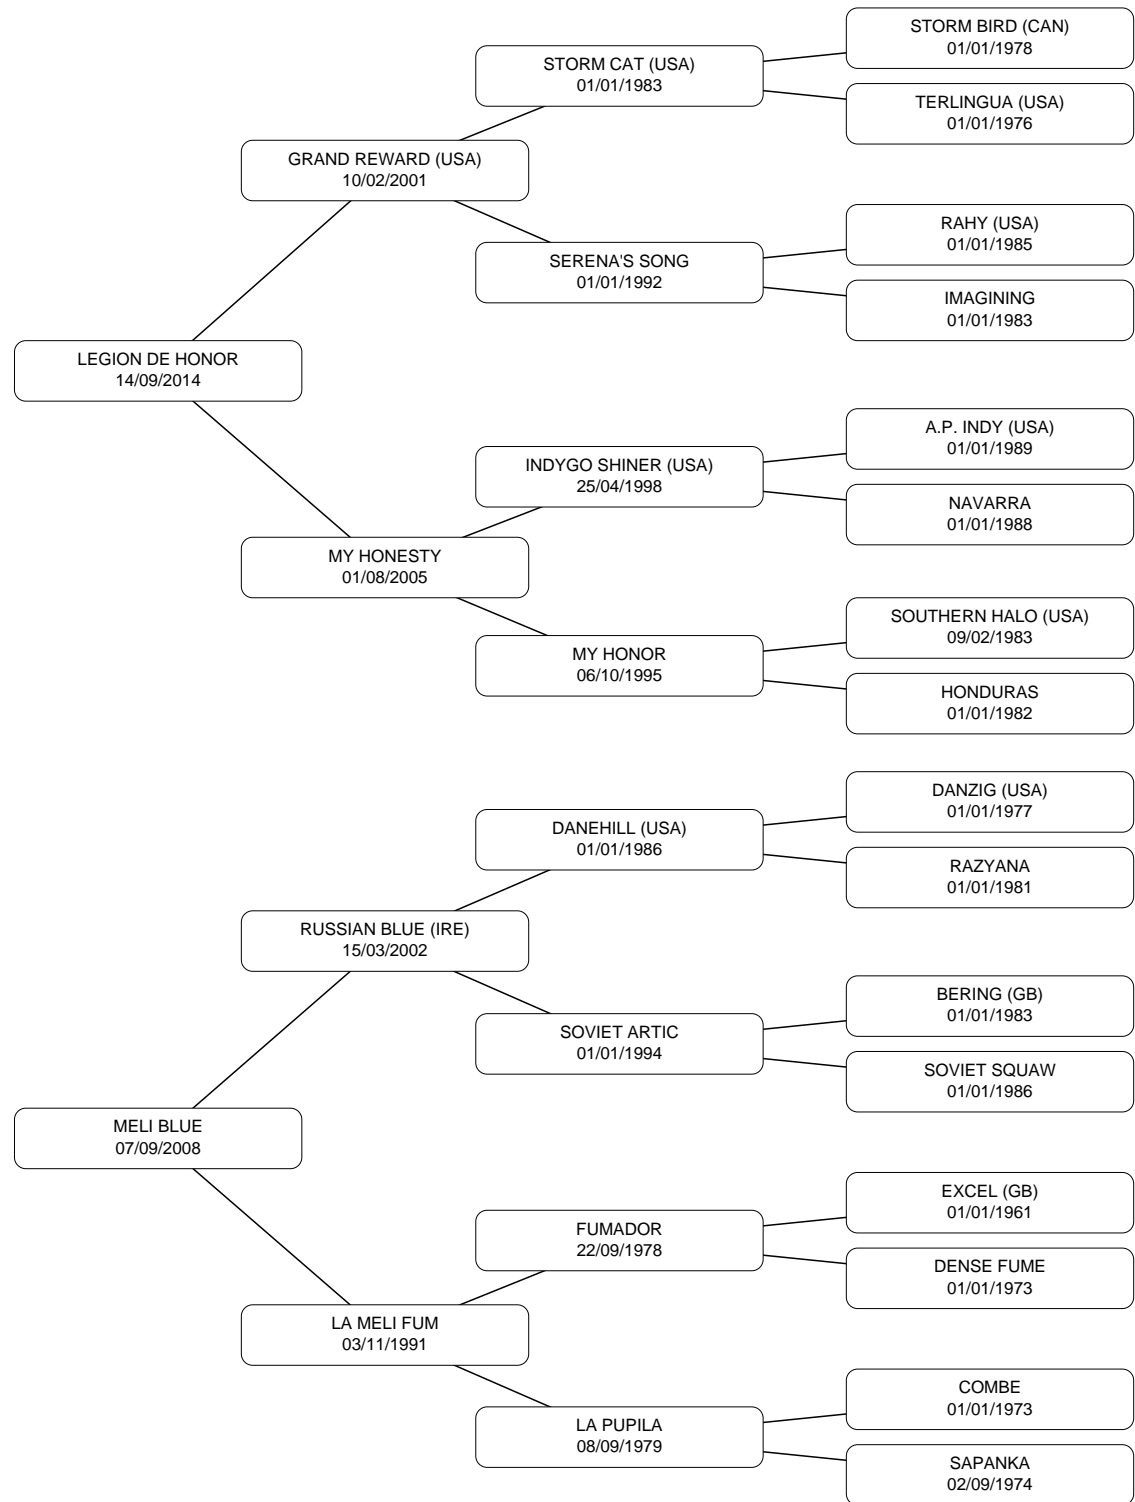 STORM BIRD (CAN)
01/01/1978
STORM CAT (USA)
01/01/1983
TERLINGUA (USA)
01/01/1976
GRAND REWARD (USA)
10/02/2001
RAHY (USA)
01/01/1985
SERENA'S SONG
01/01/1992
IMAGINING
01/01/1983
LEGION DE HONOR
14/09/2014
A.P. INDY (USA)
01/01/1989
INDYGO SHINER (USA)
25/04/1998
NAVARRA
01/01/1988
MY HONESTY
01/08/2005
SOUTHERN HALO (USA)
09/02/1983
MY HONOR
06/10/1995
HONDURAS
01/01/1982
DANZIG (USA)
01/01/1977
DANEHILL (USA)
01/01/1986
RAZYANA
01/01/1981
RUSSIAN BLUE (IRE)
15/03/2002
BERING (GB)
01/01/1983
SOVIET ARTIC
01/01/1994
SOVIET SQUAW
01/01/1986
MELI BLUE
07/09/2008
EXCEL (GB)
01/01/1961
FUMADOR
22/09/1978
DENSE FUME
01/01/1973
LA MELI FUM
03/11/1991
COMBE
01/01/1973
LA PUPILA
08/09/1979
SAPANKA
02/09/1974